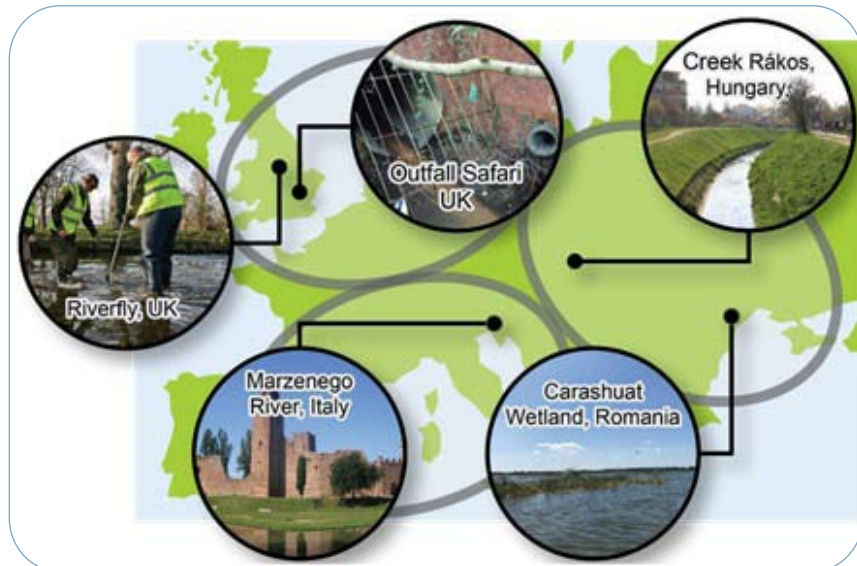 Outfall Safari
UK
Creek Rákos,
Hungary
Riverfly, UK
Marzenego
River, Italy
Carashuat
Wetland, Romania